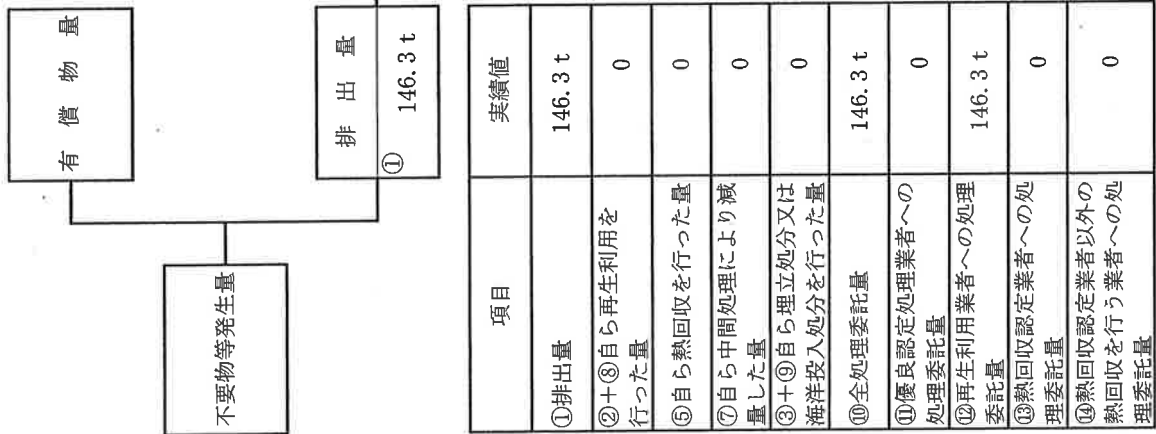 有償物量
不要物等発生量
排出量
①
146.3 t
項目
実績値
①排出量
146.3 t
②+⑧自ら再生利用を
行った量
0
⑤自ら熱回収を行った量
0
⑦自ら中間処理により減
量した量
0
③+⑨自ら埋立処分又は
海洋投入処分を行った量
0
⑩全処理委託量
146.3 t
⑪優良認定処理業者への
処理委託量
0
⑫再生利用業者への処理
委託量
146.3 t
⑬熱回収認定業者への処
理委託量
0
⑭熱回収認定業者以外の
熱回収を行う業者への処
理委託量
0